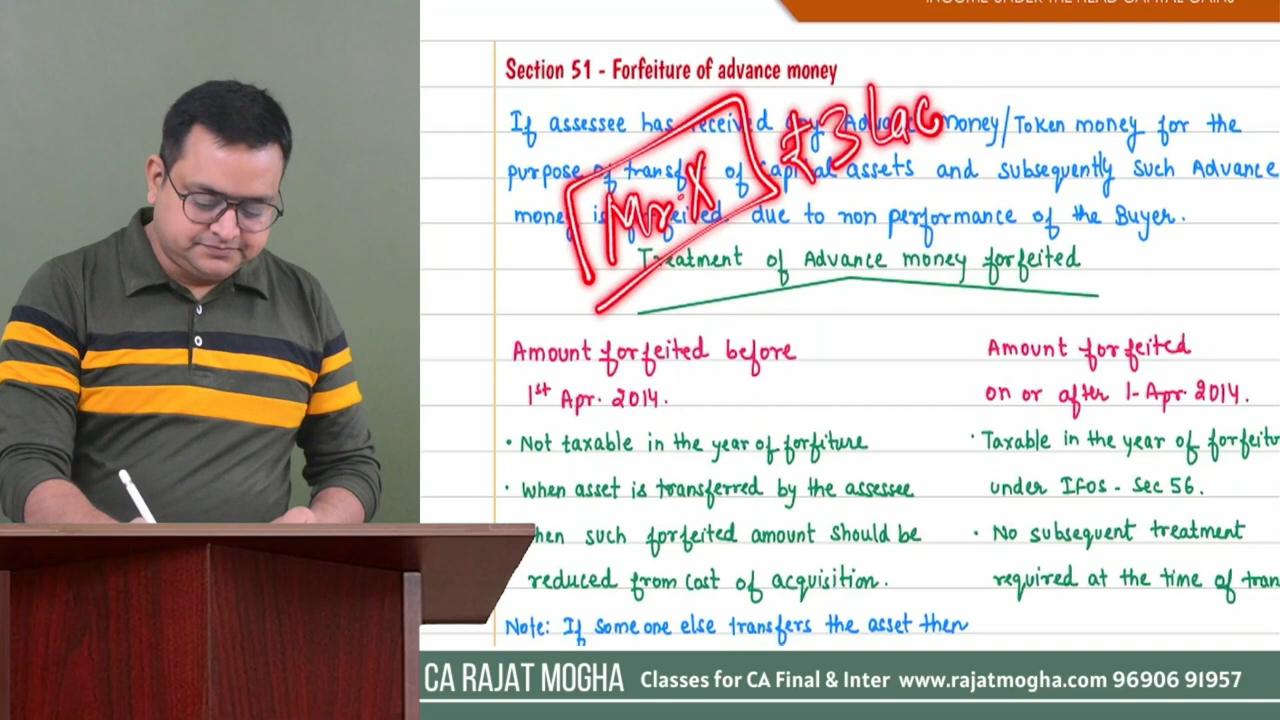 INCOME UNDER THE HEAD CAPITAL GAINS
Section 51 - Forfeiture of advance money
If assessee has received any Advance money/Token money for the
₹3 lac
purpose of transfer of capital assets and subsequently such Advance
Mr. X
money is forfeited due to non performance of the Buyer.
Treatment of Advance money forfeited
Amount forfeited before
1st Apr. 2014.
• Not taxable in the year of forfiture
• When asset is transferred by the assessee
then such forfeited amount should be
reduced from cost of acquisition.
Amount forfeited
on or after 1-Apr-2014.
• Taxable in the year of forfeitu
under IFOS - Sec 56.
• No subsequent treatment
required at the time of tran
Note: If someone else transfers the asset then
CA RAJAT MOGHA Classes for CA Final & Inter www.rajatmogha.com 96906 91957